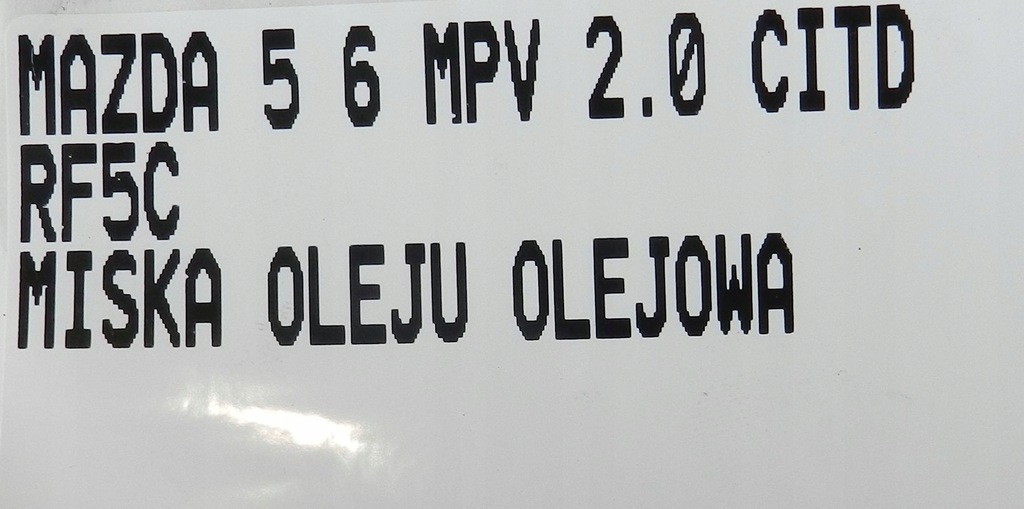 MAZDA 5 6 MPV 2.0 CITD
RF5C
MISKA OLEJU OLEJOWA